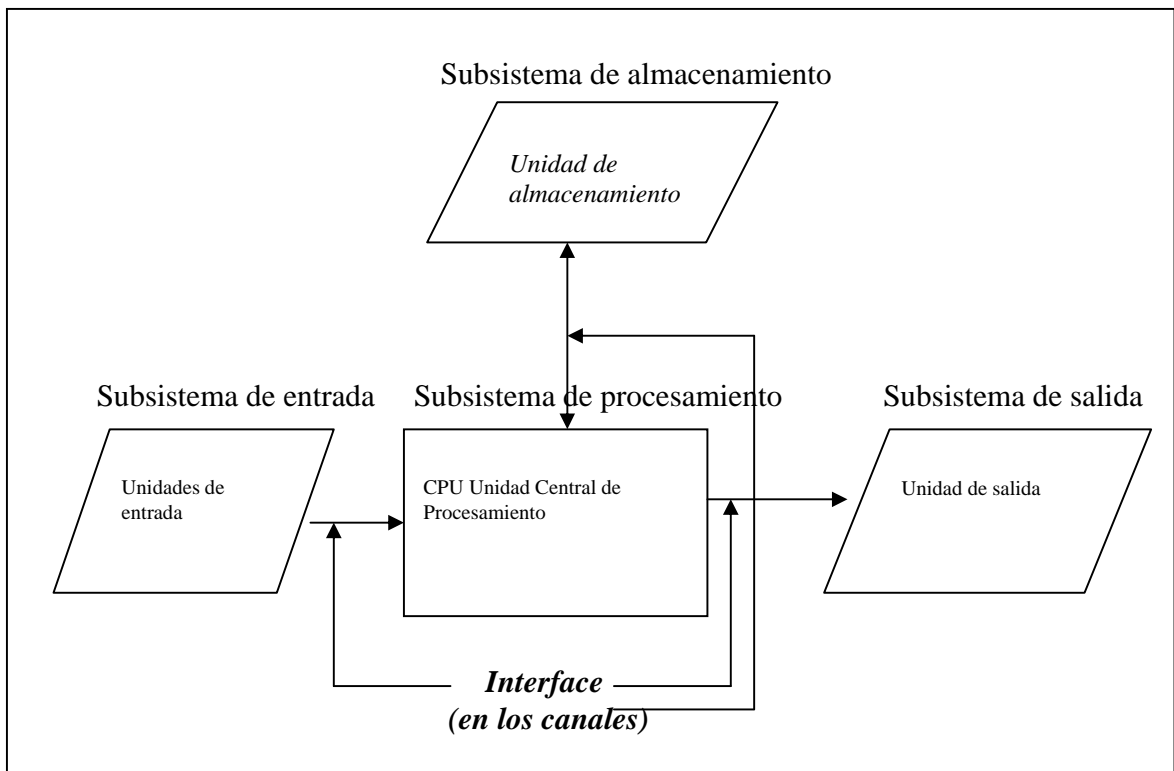 Subsistema de almacenamiento
Unidad de
almacenamiento
Subsistema de entrada
Subsistema de procesamiento
Subsistema de salida
Unidades de
entrada
CPU Unidad Central de
Procesamiento
Unidad de salida
Interface
(en los canales)